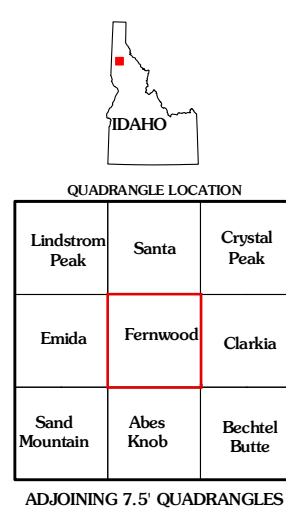 IDAHO
QUADRANGLE LOCATION
Lindstrom
Peak
Santa
Crystal
Peak
Emida
Fernwood
Clarkia
Sand
Mountain
Abes
Knob
Bechtel
Butte
ADJOINING 7.5' QUADRANGLES